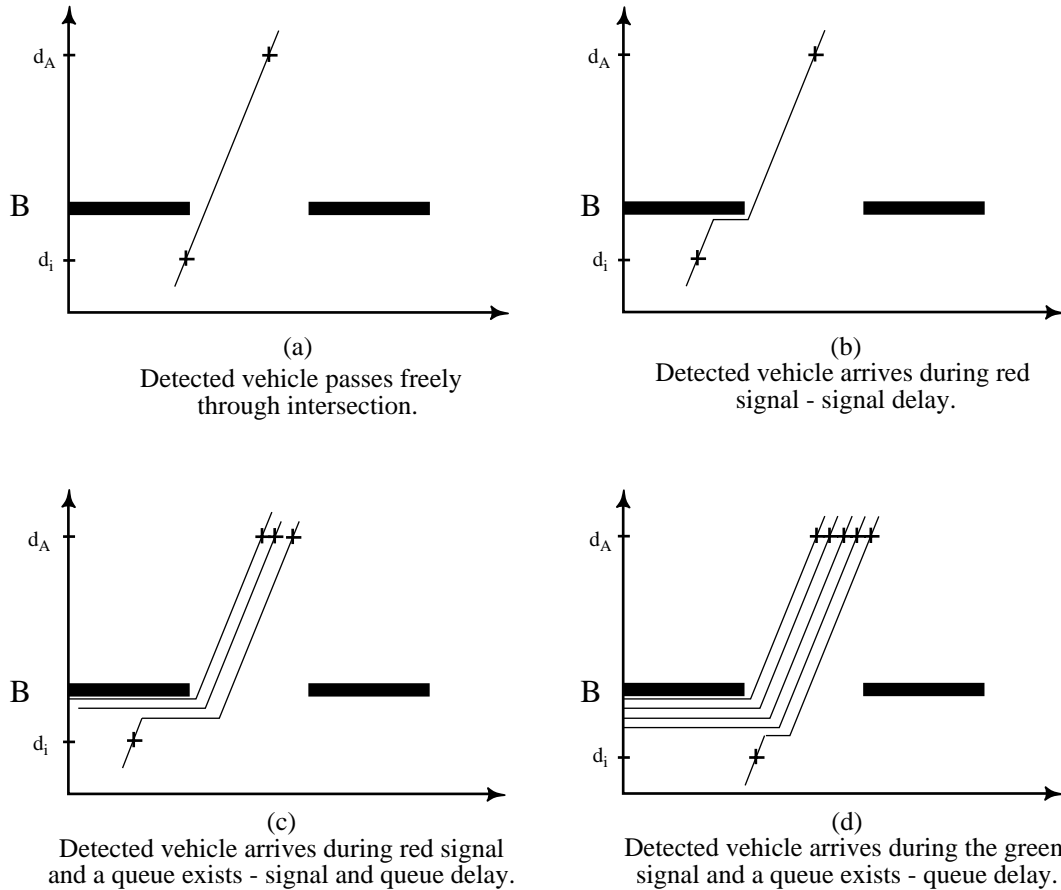 d_A
B
d_i
(a)
Detected vehicle passes freely
through intersection.
d_A
B
d_i
(b)
Detected vehicle arrives during red
signal - signal delay.
d_A
B
d_i
(c)
Detected vehicle arrives during red signal
and a queue exists - signal and queue delay.
d_A
B
d_i
(d)
Detected vehicle arrives during the green
signal and a queue exists - queue delay.